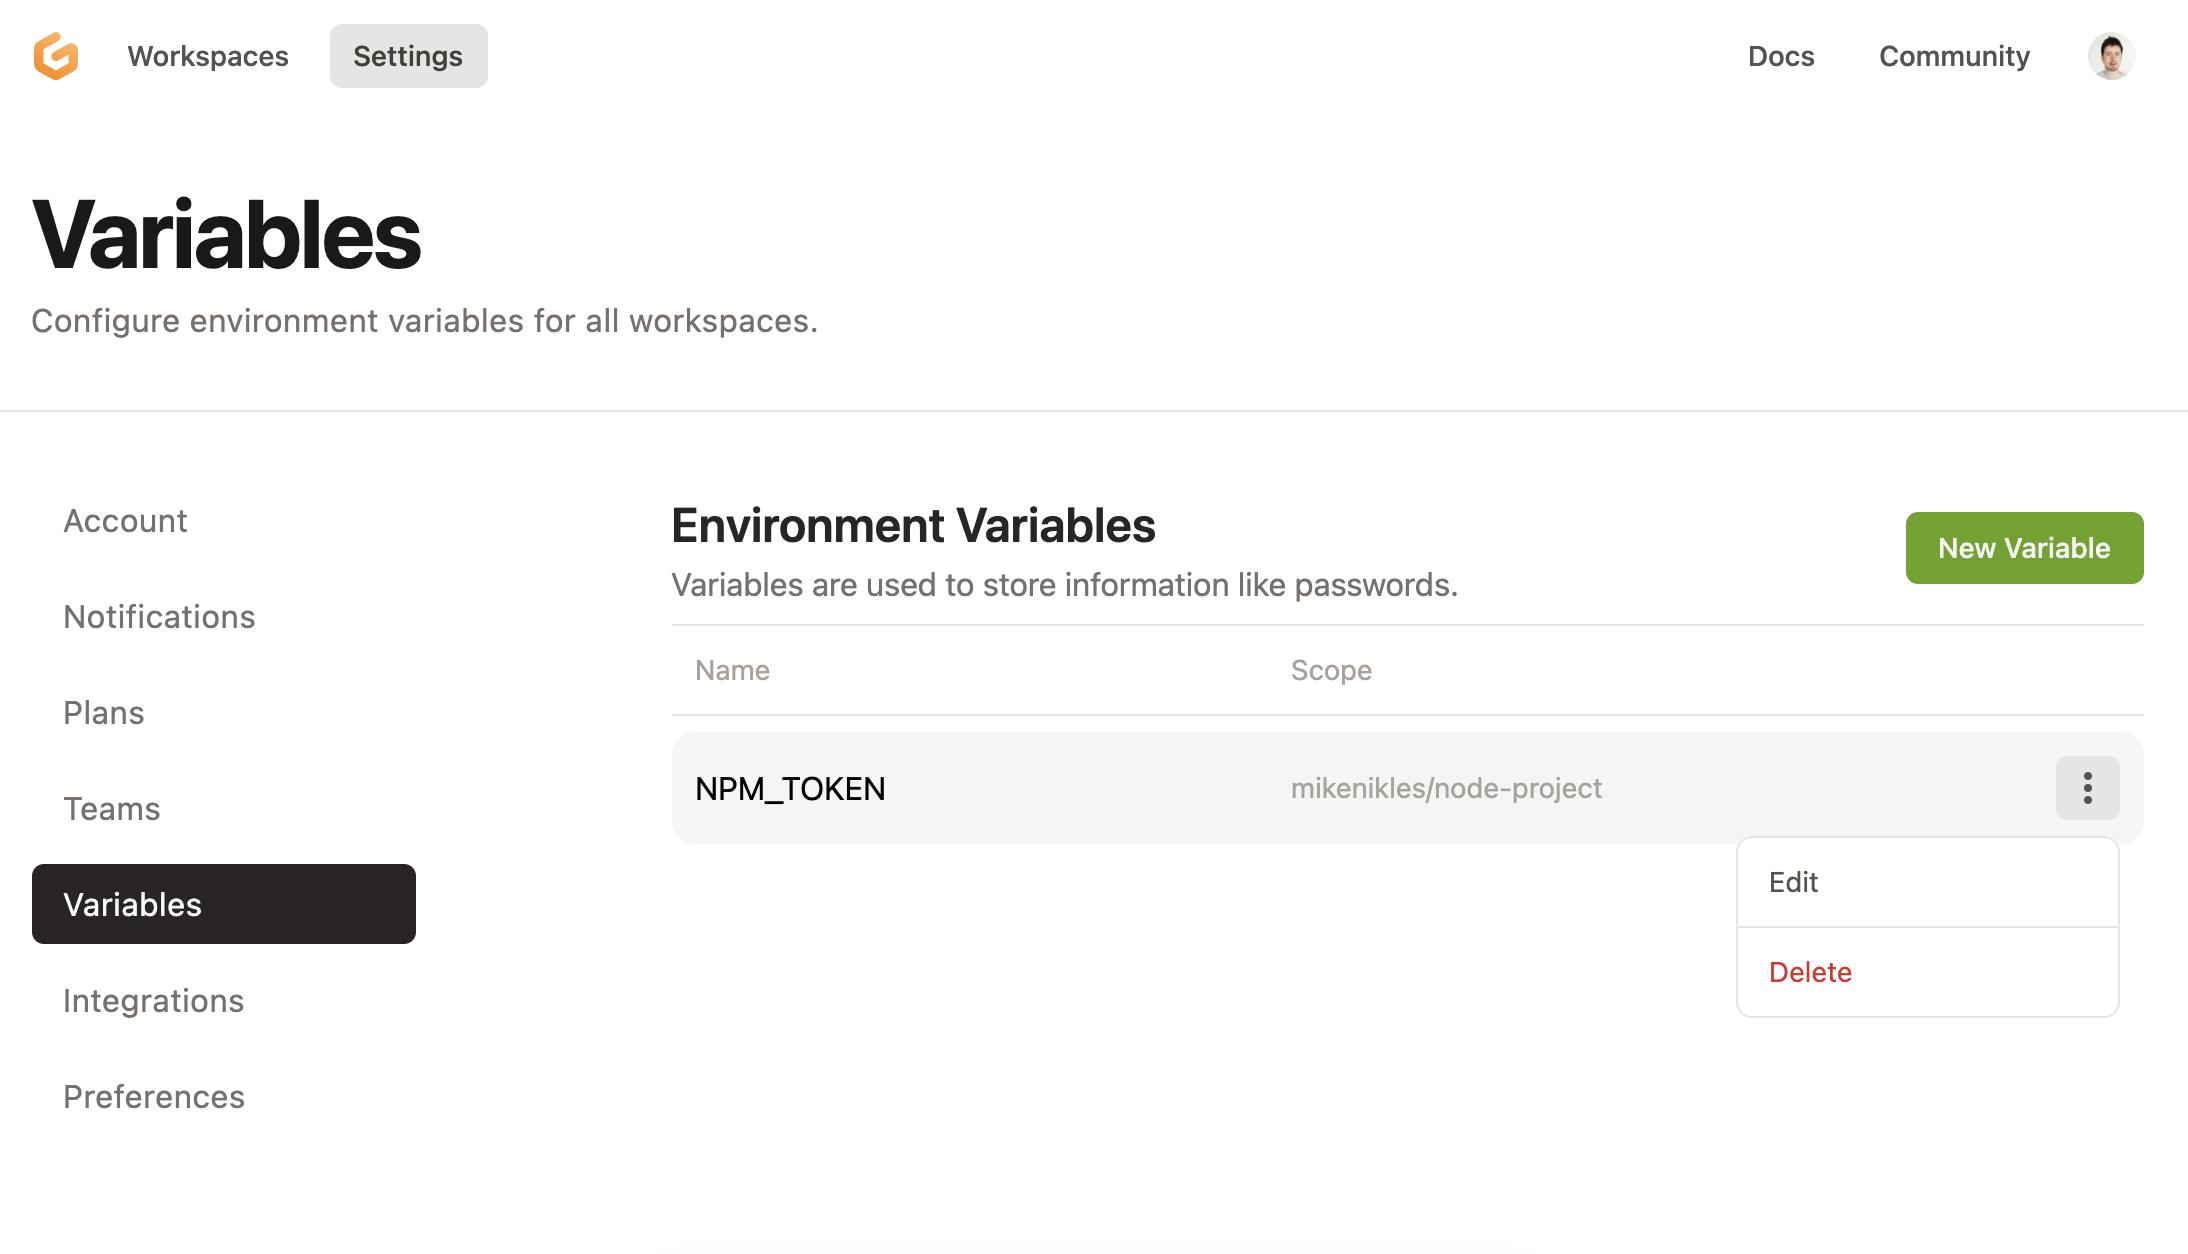 Workspaces
Settings
Docs
Community
Variables
Configure environment variables for all workspaces.
Account
Notifications
Plans
Teams
Variables
Integrations
Preferences
Environment Variables
Variables are used to store information like passwords.
New Variable
Name
Scope
NPM_TOKEN
mikenikles/node-project
Edit
Delete